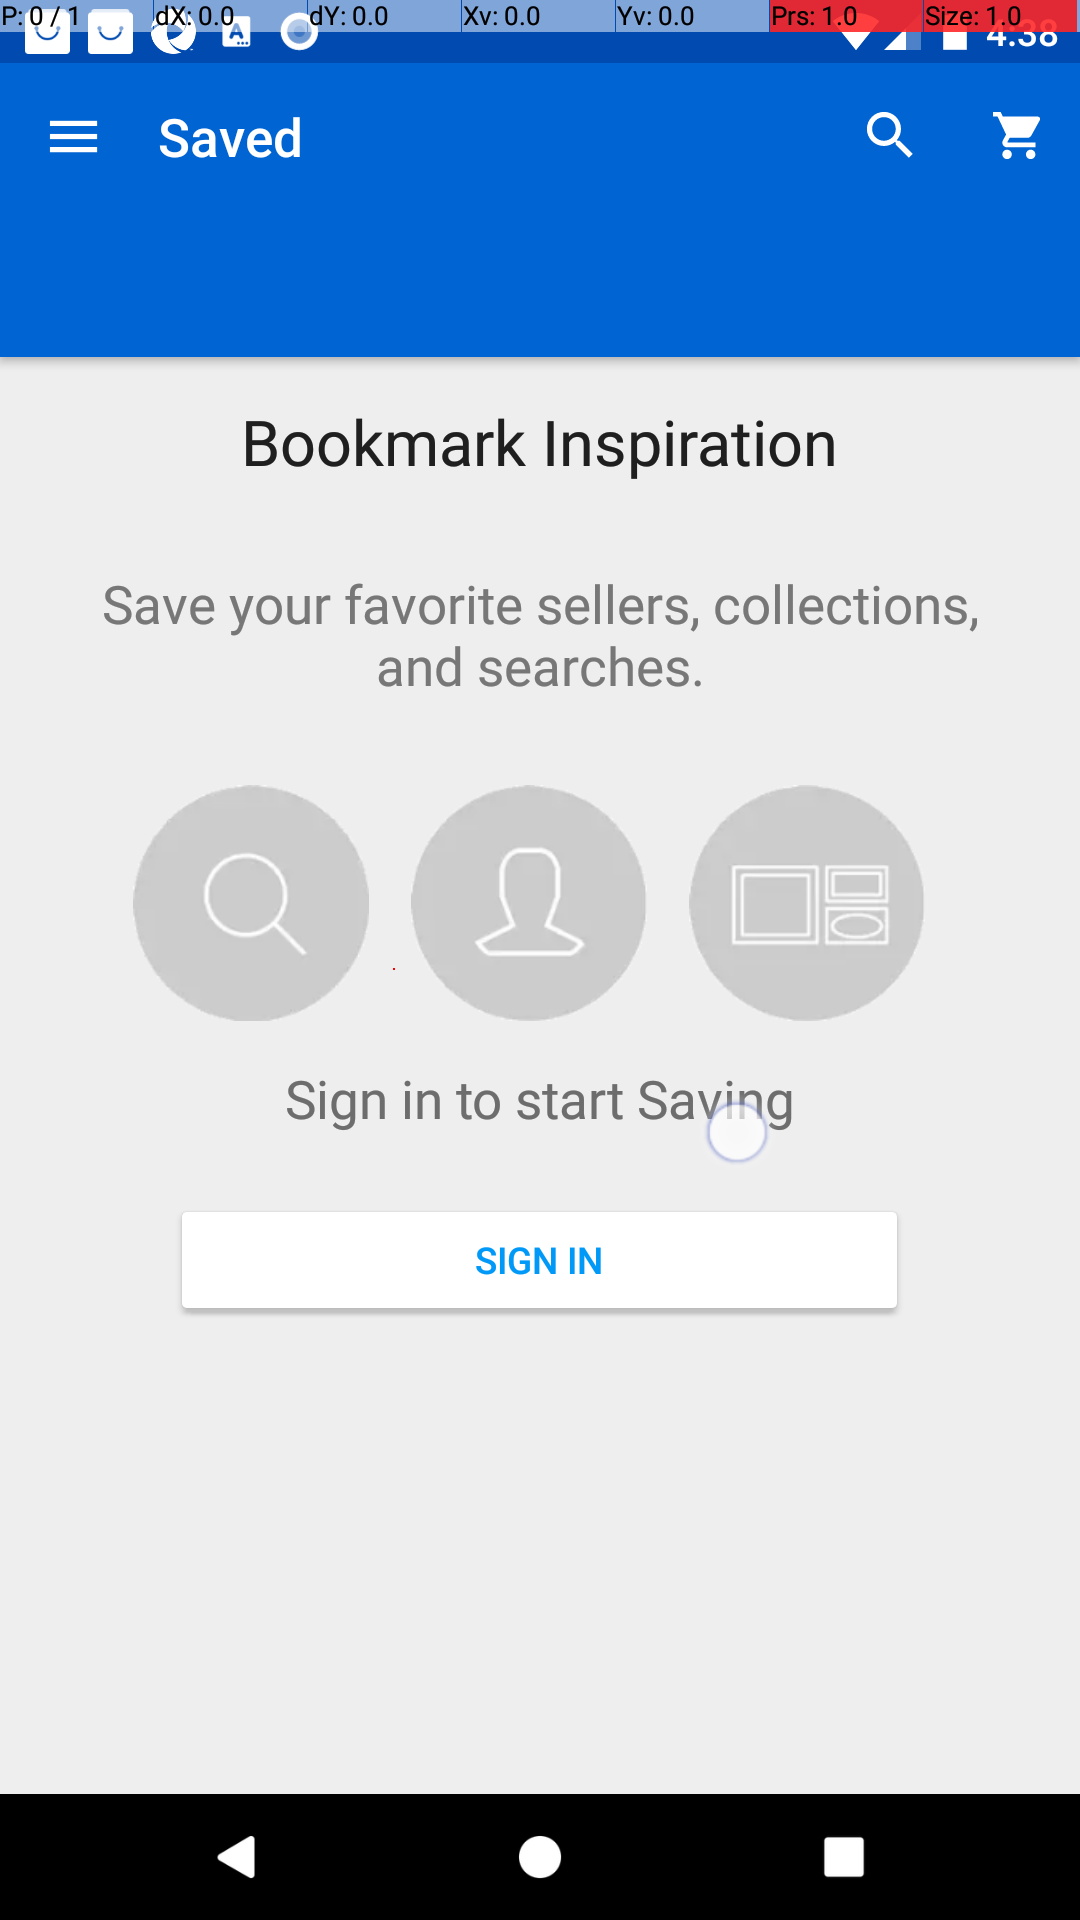 P: 0 / 1 dX: 0.0 dY: 0.0 Xv: 0.0 Yv: 0.0 Prs: 1.0 Size: 1.0
A 4:38
Saved
Bookmark Inspiration
Save your favorite sellers, collections,
and searches.
Sign in to start Saving
SIGN IN